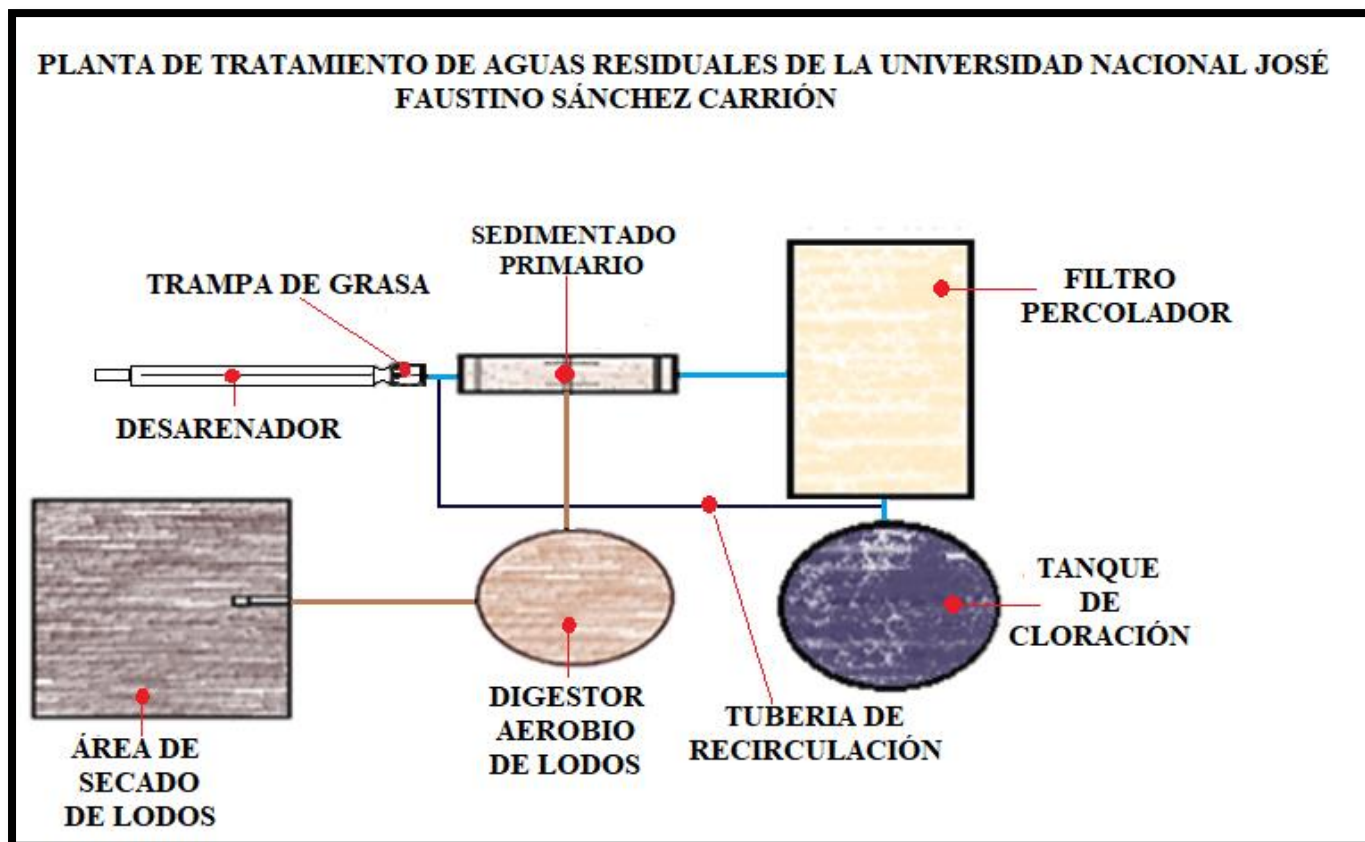 PLANTA DE TRATAMIENTO DE AGUAS RESIDUALES DE LA UNIVERSIDAD NACIONAL JOSÉ
FAUSTINO SÁNCHEZ CARRIÓN
SEDIMENTADO
PRIMARIO
TRAMPA DE GRASA
FILTRO
PERCOLADOR
DESARENADOR
TANQUE
DE
CLORACIÓN
DIGESTOR
AEROBIO
DE LODOS
TUBERIA DE
RECIRCULACIÓN
ÁREA DE
SECADO
DE LODOS